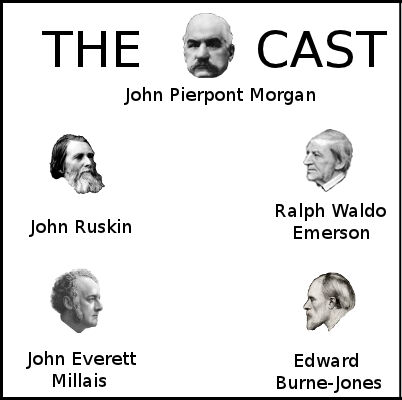 THE CAST
John Pierpont Morgan
John Ruskin
Ralph Waldo
Emerson
John Everett
Millais
Edward
Burne-Jones